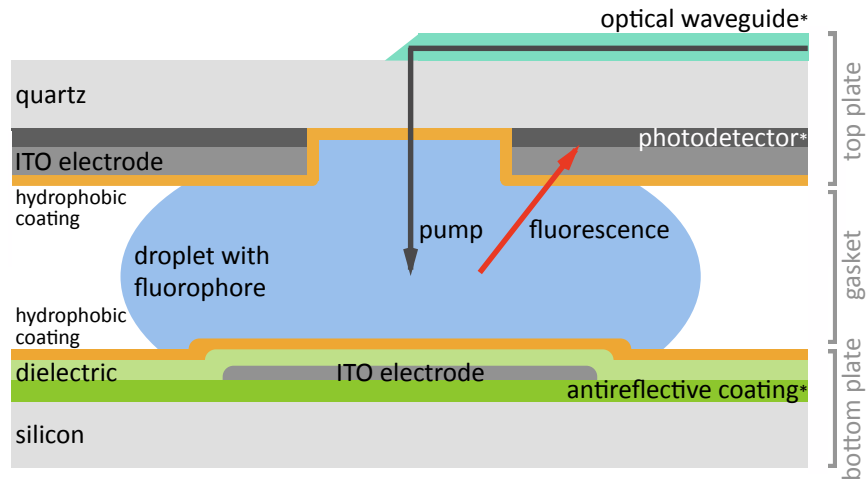 optical waveguide*
quartz
photodetector*
ITO electrode
hydrophobic
coating
pump
fluorescence
droplet with
fluorophore
hydrophobic
coating
dielectric
ITO electrode
antireflective coating*
silicon
top plate
gasket
bottom plate